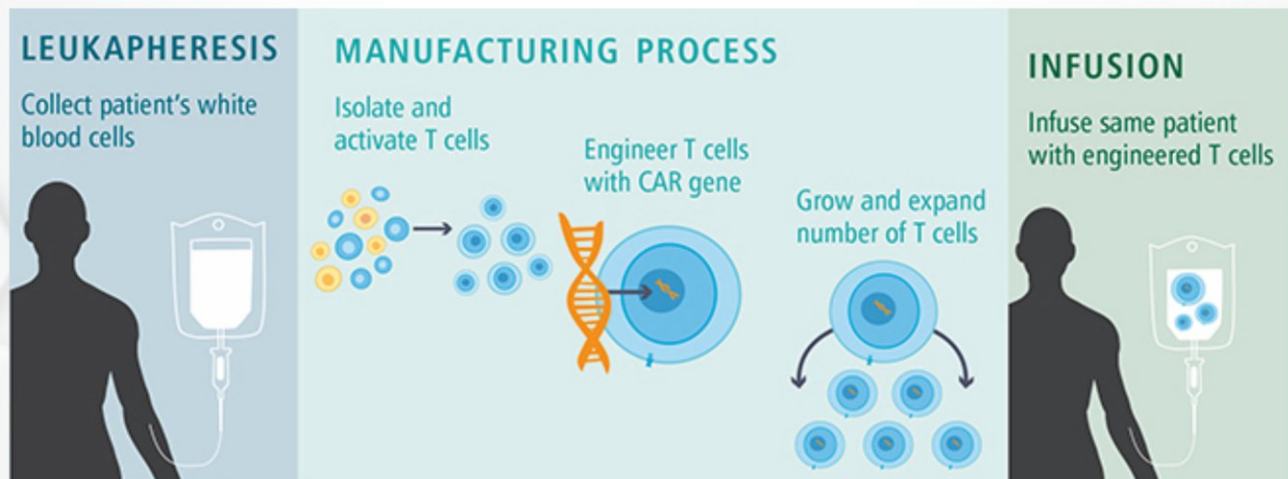 LEUKAPHERESIS
Collect patient's white
blood cells
MANUFACTURING PROCESS
Isolate and
activate T cells
Engineer T cells
with CAR gene
Grow and expand
number of T cells
INFUSION
Infuse same patient
with engineered T cells